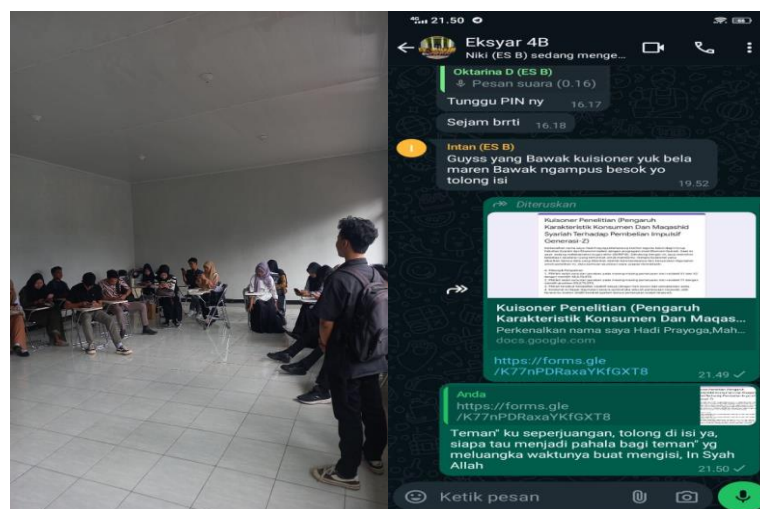 4G 21.50
Eksyar 4B
Niki (ES B) sedang menge...
Oktarina D (ES B)
Pesan suara (0.16)
Tunggu PIN ny 16.17
Sejam brrti 16.18
I
Intan (ES B)
Guyss yang Bawak kuisioner yuk bela
maren Bawak ngampus besok yo
tolong isi
19.52
Diteruskan
Kuisoner Penelitian (Pengaruh
Karakteristik Konsumen Dan Maqashid
Syariah Terhadap Pembelian Impulsif
Generasi-Z)
Kuisoner Penelitian (Pengaruh
Karakteristik Konsumen Dan Maqas...
Perkenalkan nama saya Hadi Prayoga,Mah...
docs.google.com
https://forms.gle
/K77nPDRaxaYKfGXT8
21.49
Anda
https://forms.gle
/K77nPDRaxaYKfGXT8
Teman" ku seperjuangan, tolong di isi ya,
siapa tau menjadi pahala bagi teman" yg
meluangka waktunya buat mengisi, In Syah
Allah
21.50
Ketik pesan